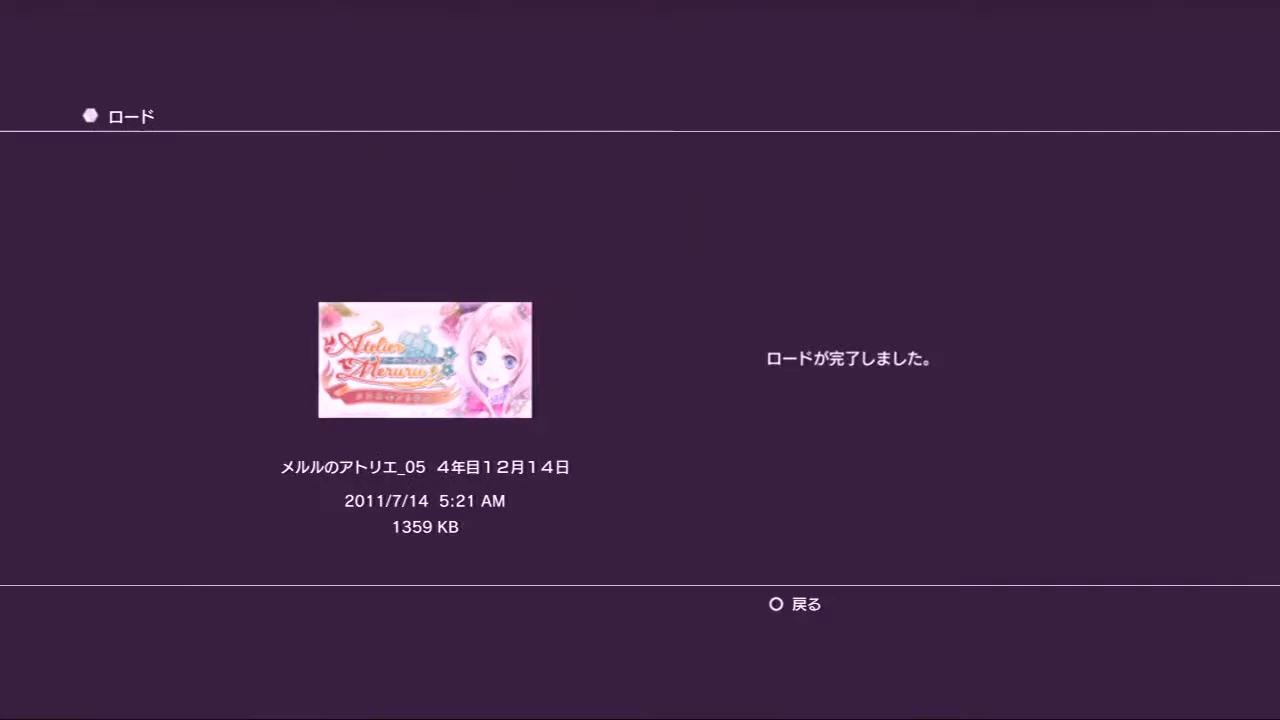 ロード
Atelier
Meruru
ロードが完了しました。
メルルのアトリエ_05 ４年目１２月１４日
2011/7/14 5:21 AM
1359 KB
戻る